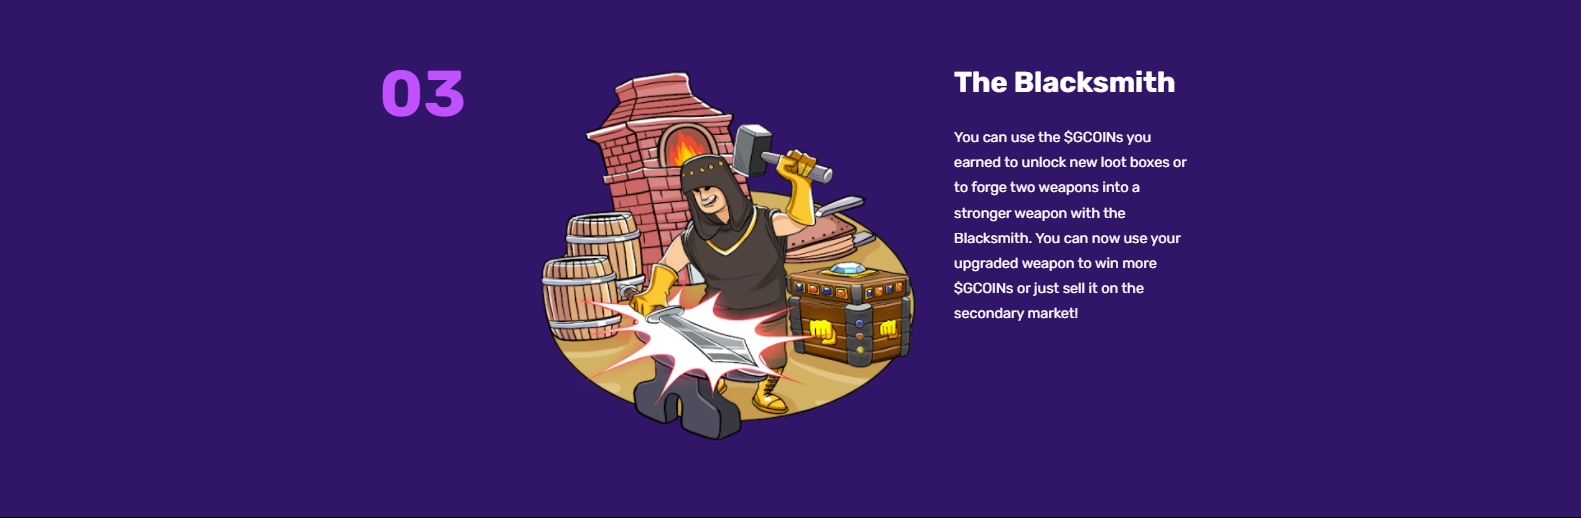 03
The Blacksmith
You can use the $GCOINs you
earned to unlock new loot boxes or
to forge two weapons into a
stronger weapon with the
Blacksmith. You can now use your
upgraded weapon to win more
$GCOINs or just sell it on the
secondary market!